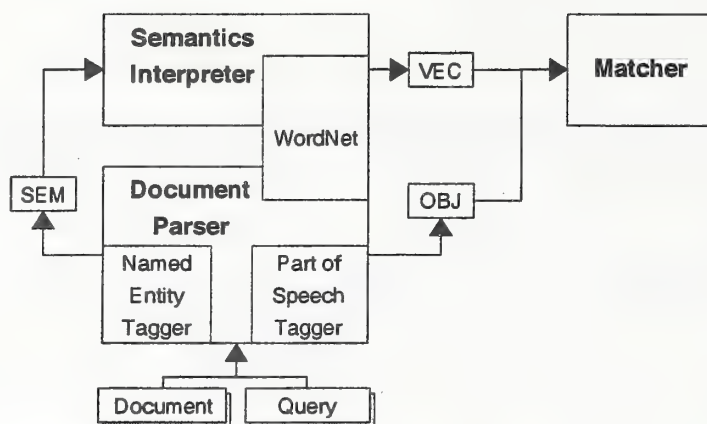 Semantics
Interpreter
VEC
Matcher
WordNet
SEM
Document
Parser
OBJ
Named
Entity
Tagger
Part of
Speech
Tagger
Document
Query